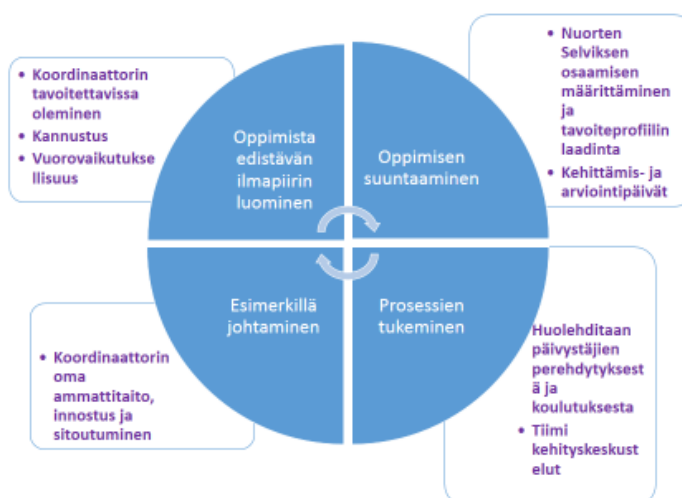 • Koordinaattorin
tavoitettavissa
oleminen
• Kannustus
• Vuorovaikutukse
llisuus
Oppimista
edistävän
ilmapiirin
luominen
Oppimisen
suuntaaminen
• Nuorten
Selviksen
osaamisen
määrittäminen
ja
tavoiteprofiilin
laadinta
• Kehittämis- ja
arviointipäivät
Esimerkillä
johtaminen
Prosessien
tukeminen
• Koordinaattorin
oma
ammattitaito,
innostus ja
sitoutuminen
Huolehditaan
päivystäjien
perehdytyksest
ä ja
koulutuksesta
• Tiimi
kehityskeskust
elut